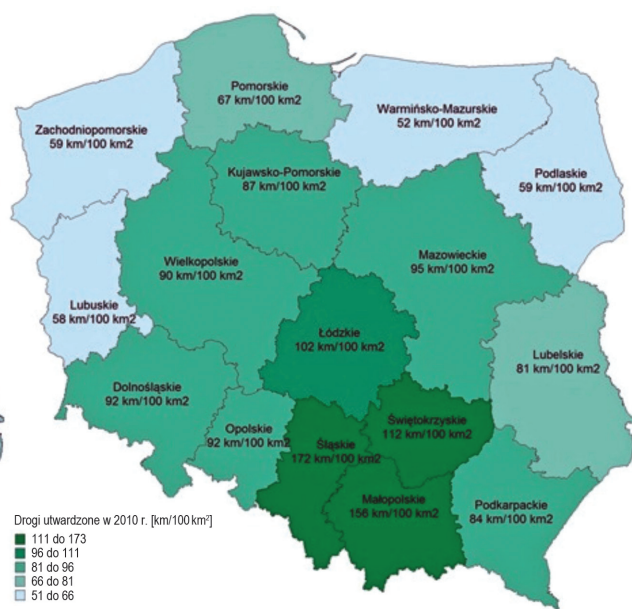 Pomorskie
67 km/100 km2
Warmińsko-Mazurskie
52 km/100 km2
Zachodniopomorskie
59 km/100 km2
Kujawsko-Pomorskie
87 km/100 km2
Podlaskie
59 km/100 km2
Wielkopolskie
90 km/100 km2
Mazowieckie
95 km/100 km2
Lubuskie
58 km/100 km2
Łódzkie
102 km/100 km2
Lubelskie
81 km/100 km2
Dolnośląskie
92 km/100 km2
Opolskie
92 km/100 km2
Śląskie
172 km/100 km2
Świętokrzyskie
112 km/100 km2
Małopolskie
156 km/100 km2
Podkarpackie
84 km/100 km2
Drogi utwardzone w 2010 r. [km/100 km²]
111 do 173
96 do 111
81 do 96
66 do 81
51 do 66